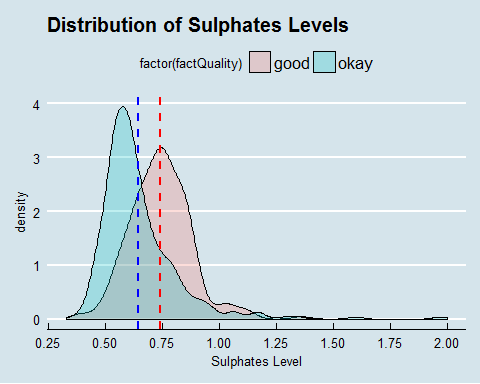 Distribution of Sulphates Levels
factor(factQuality) good okay
4
3
2
1
0
density
0.25 0.50 0.75 1.00 1.25 1.50 1.75 2.00
Sulphates Level